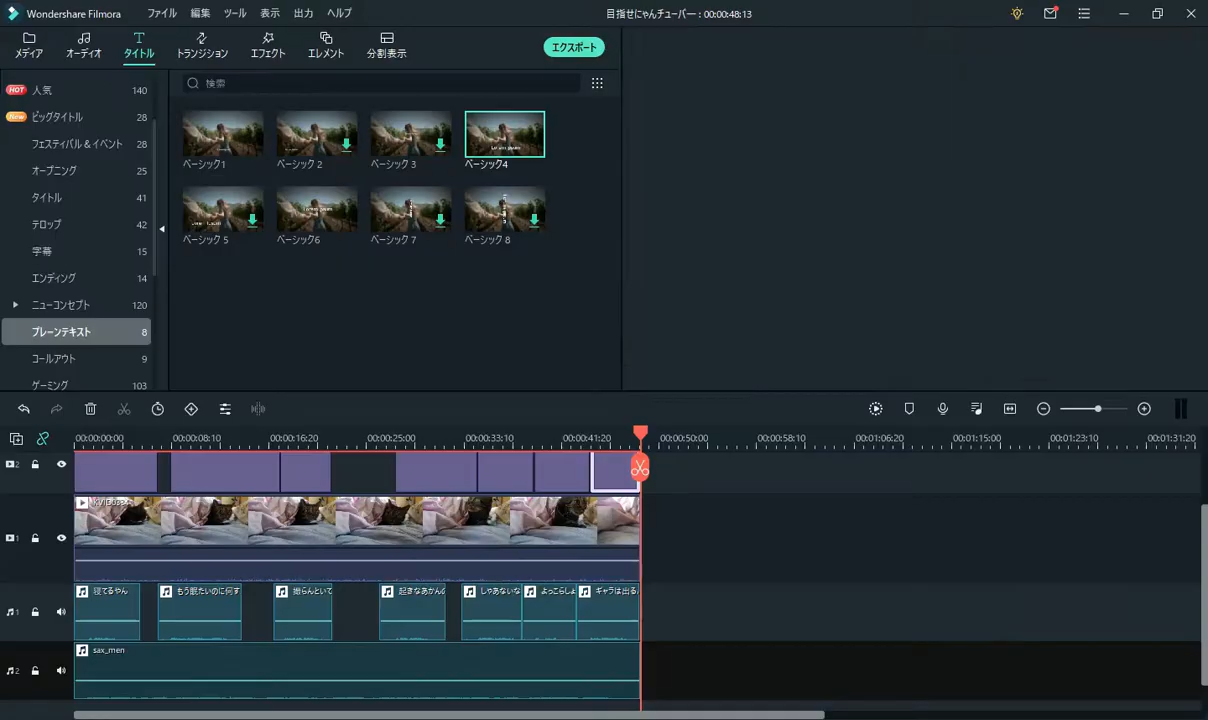 Wondershare Filmora
ファイル 編集 ツール 表示 出力 ヘルプ
目指せにゃんチューバー : 00:00:48:13
メディア オーディオ タイトル トランジション エフェクト エレメント 分割表示
エクスポート
検索
HOT 人気 140
New ビッグタイトル 28
フェスティバル & イベント 28
オープニング 25
タイトル 41
テロップ 42
字幕 15
エンディング 14
ニューコンセプト 120
プレーンテキスト 8
コールアウト 9
ゲーミング 103
ベーシック1 ベーシック 2 ベーシック 3 ベーシック4
ベーシック 5 ベーシック6 ベーシック 7 ベーシック 8
00:00:00:00 00:00:08:10 00:00:16:20 00:00:25:00 00:00:33:10 00:00:41:20 00:00:50:00 00:00:58:10 00:01:06:20 00:01:15:00 00:01:23:10 00:01:31:20
2
1
寝てるやん もう眠たいのに何す 撮らんといて 起きなあかんの しゃあないな よっこらしょ ギャラは出る
1
sax_men
2